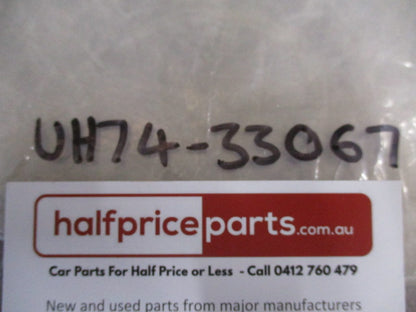 UH74-33067
halfpriceparts.com.au
Car Parts For Half Price or Less - Call 0412 760 479
New and used parts from major manufacturers